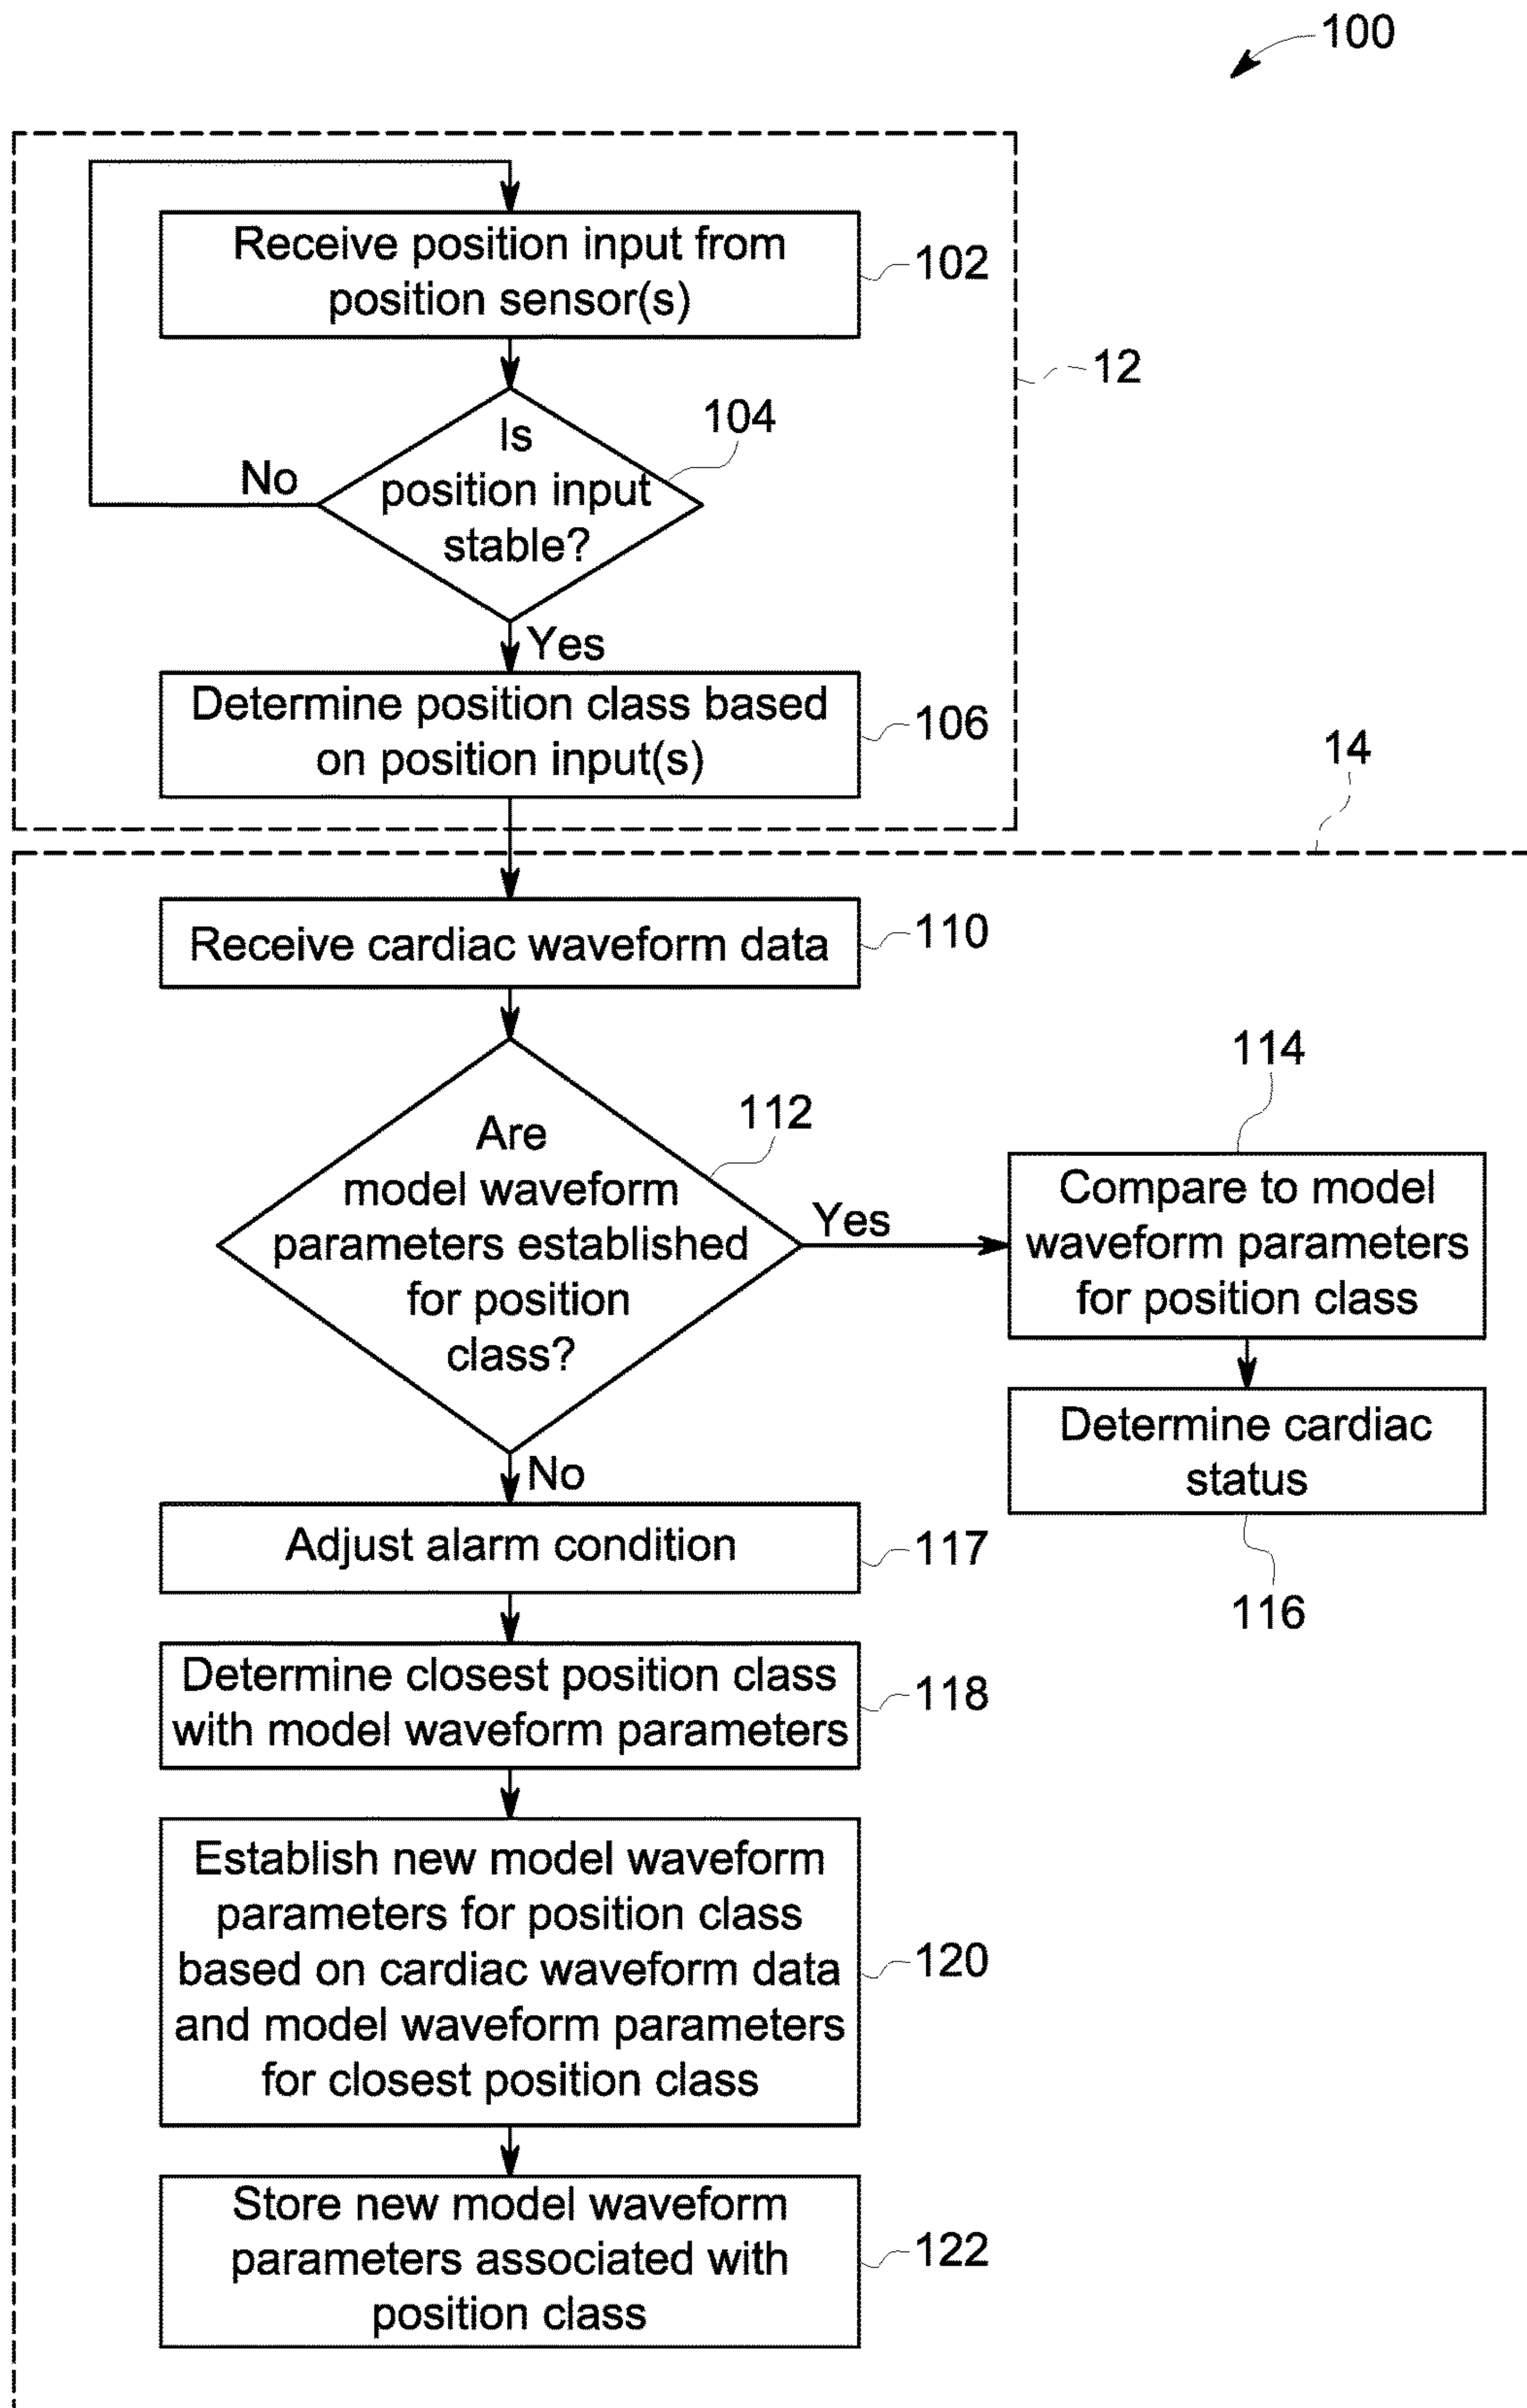 100
Receive position input from
position sensor(s)
102
12
Is
position input
stable?
104
No
Yes
Determine position class based
on position input(s)
106
14
Receive cardiac waveform data
110
Are
model waveform
parameters established
for position
class?
112
Yes
114
Compare to model
waveform parameters
for position class
Determine cardiac
status
116
No
Adjust alarm condition
117
Determine closest position class
with model waveform parameters
118
Establish new model waveform
parameters for position class
based on cardiac waveform data
and model waveform parameters
for closest position class
120
Store new model waveform
parameters associated with
position class
122